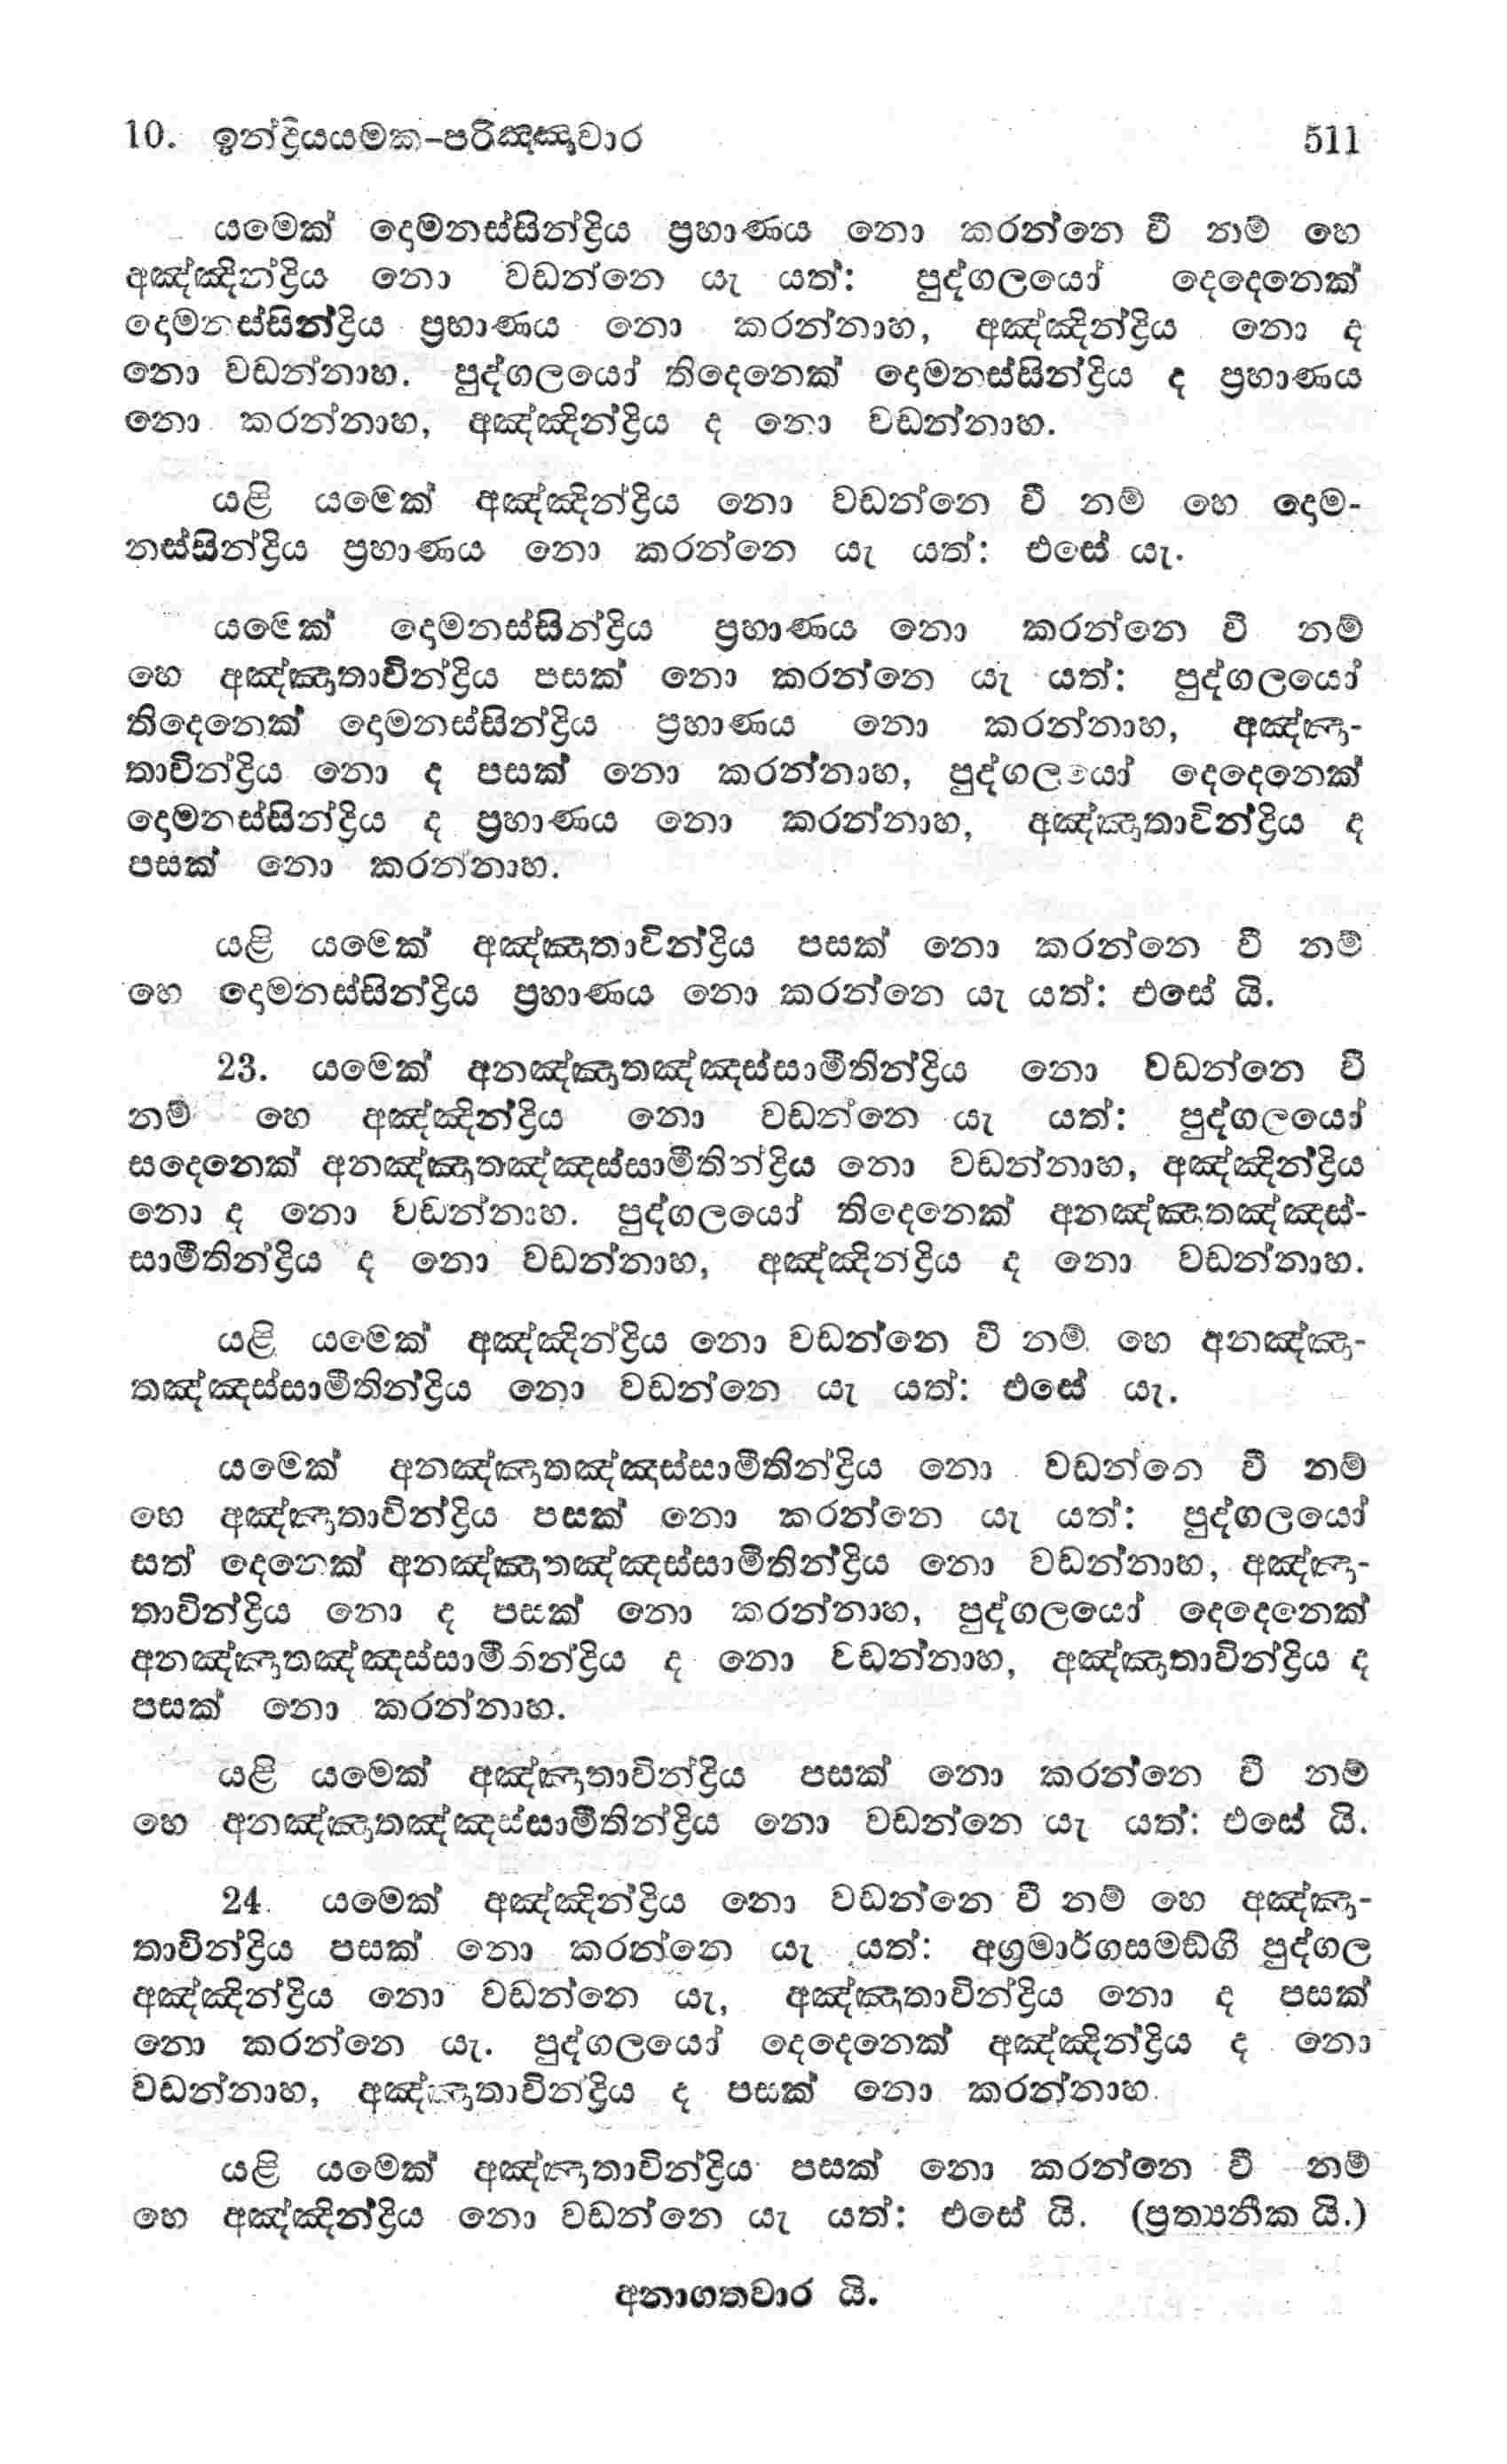 10. ඉන්ද්‍රියයමක-පරිඤ්ඤාවාර 511
යමෙක් දොමනස්සින්ද්‍රිය ප්‍රහාණය නො කරන්නෙ වී නම් හෙ
අඤ්ඤින්ද්‍රිය නො වඩන්නෙ යැ යත්: පුද්ගලයෝ දෙදෙනෙක්
දොමනස්සින්ද්‍රිය ප්‍රහාණය නො කරන්නාහ, අඤ්ඤින්ද්‍රිය නො ද
නො වඩන්නාහ. පුද්ගලයෝ තිදෙනෙක් දොමනස්සින්ද්‍රිය ද ප්‍රහාණය
නො කරන්නාහ, අඤ්ඤින්ද්‍රිය ද නො වඩන්නාහ.
යළි යමෙක් අඤ්ඤින්ද්‍රිය නො වඩන්නෙ වී නම් හෙ දොම-
නස්සින්ද්‍රිය ප්‍රහාණය නො කරන්නෙ යැ යත්: එසේ යැ.
යමෙක් දොමනස්සින්ද්‍රිය ප්‍රහාණය නො කරන්නෙ වී නම්
හෙ අඤ්ඤාතාවින්ද්‍රිය පසක් නො කරන්නෙ යැ යත්: පුද්ගලයෝ
තිදෙනෙක් දොමනස්සින්ද්‍රිය ප්‍රහාණය නො කරන්නාහ, අඤ්ඤා-
තාවින්ද්‍රිය නො ද පසක් නො කරන්නාහ, පුද්ගලයෝ දෙදෙනෙක්
දොමනස්සින්ද්‍රිය ද ප්‍රහාණය නො කරන්නාහ, අඤ්ඤාතාවින්ද්‍රිය ද
පසක් නො කරන්නාහ.
යළි යමෙක් අඤ්ඤාතාවින්ද්‍රිය පසක් නො කරන්නෙ වී නම්
හෙ දොමනස්සින්ද්‍රිය ප්‍රහාණය නො කරන්නෙ යැ යත්: එසේ යි.
23. යමෙක් අනඤ්ඤාතඤ්ඤස්සාමීතින්ද්‍රිය නො වඩන්නෙ වී
නම් හෙ අඤ්ඤින්ද්‍රිය නො වඩන්නෙ යැ යත්: පුද්ගලයෝ
සදෙනෙක් අනඤ්ඤාතඤ්ඤස්සාමීතින්ද්‍රිය නො වඩන්නාහ, අඤ්ඤින්ද්‍රිය
නො ද නො වඩන්නාහ. පුද්ගලයෝ තිදෙනෙක් අනඤ්ඤාතඤ්ඤස්-
සාමීතින්ද්‍රිය ද නො වඩන්නාහ, අඤ්ඤින්ද්‍රිය ද නො වඩන්නාහ.
යළි යමෙක් අඤ්ඤින්ද්‍රිය නො වඩන්නෙ වී නම් හෙ අනඤ්ඤා-
තඤ්ඤස්සාමීතින්ද්‍රිය නො වඩන්නෙ යැ යත්: එසේ යැ.
යමෙක් අනඤ්ඤාතඤ්ඤස්සාමීතින්ද්‍රිය නො වඩන්නෙ වී නම්
හෙ අඤ්ඤාතාවින්ද්‍රිය පසක් නො කරන්නෙ යැ යත්: පුද්ගලයෝ
සත් දෙනෙක් අනඤ්ඤාතඤ්ඤස්සාමීතින්ද්‍රිය නො වඩන්නාහ, අඤ්ඤා-
තාවින්ද්‍රිය නො ද පසක් නො කරන්නාහ, පුද්ගලයෝ දෙදෙනෙක්
අනඤ්ඤාතඤ්ඤස්සාමීතින්ද්‍රිය ද නො වඩන්නාහ, අඤ්ඤාතාවින්ද්‍රිය ද
පසක් නො කරන්නාහ.
යළි යමෙක් අඤ්ඤාතාවින්ද්‍රිය පසක් නො කරන්නෙ වී නම්
හෙ අනඤ්ඤාතඤ්ඤස්සාමීතින්ද්‍රිය නො වඩන්නෙ යැ යත්: එසේ යි.
24. යමෙක් අඤ්ඤින්ද්‍රිය නො වඩන්නෙ වී නම් හෙ අඤ්ඤා-
තාවින්ද්‍රිය පසක් නො කරන්නෙ යැ යත්: අග්‍රමාර්ගසමඞ්ගී පුද්ගල
අඤ්ඤින්ද්‍රිය නො වඩන්නෙ යැ, අඤ්ඤාතාවින්ද්‍රිය නො ද පසක්
නො කරන්නෙ යැ. පුද්ගලයෝ දෙදෙනෙක් අඤ්ඤින්ද්‍රිය ද නො
වඩන්නාහ, අඤ්ඤාතාවින්ද්‍රිය ද පසක් නො කරන්නාහ.
යළි යමෙක් අඤ්ඤාතාවින්ද්‍රිය පසක් නො කරන්නෙ වී නම්
හෙ අඤ්ඤින්ද්‍රිය නො වඩන්නෙ යැ යත්: එසේ යි. (ප්‍රත්‍යනීක යි.)
අනාගතවාර යි.